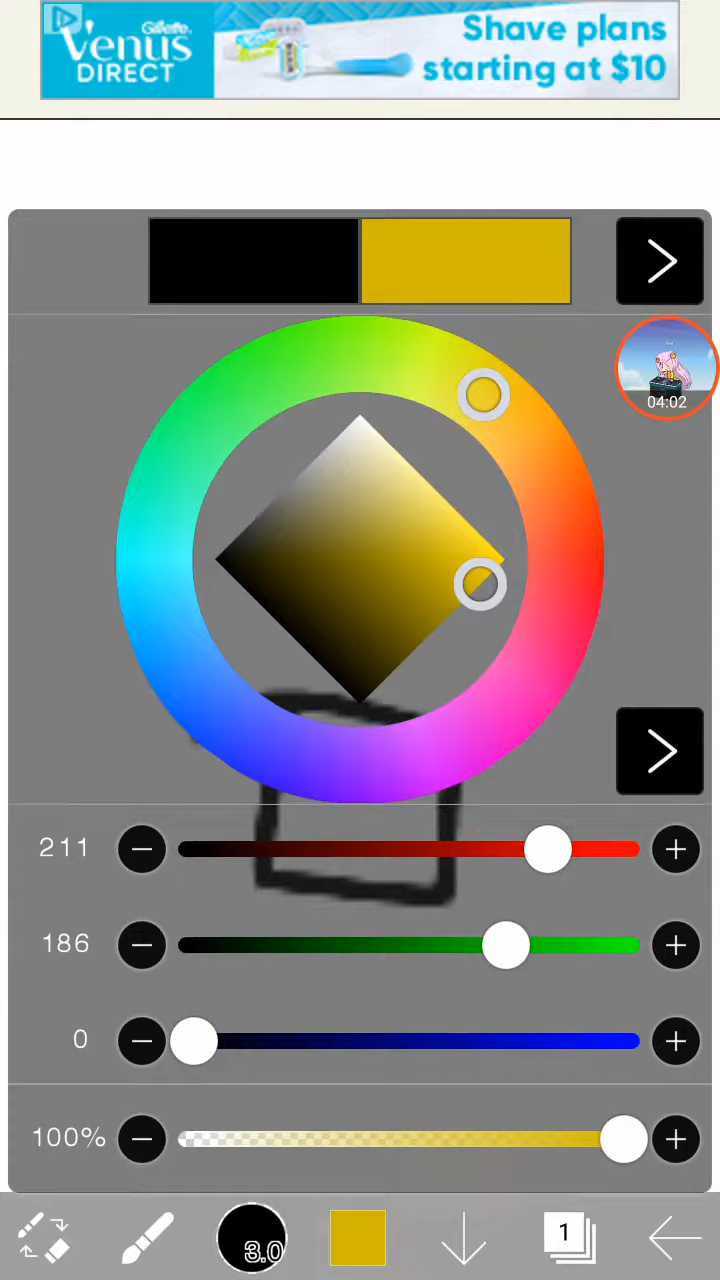 Gillette
Venus
DIRECT
Shave plans
starting at $10
04:02
211
186
0
100%
3.0
1